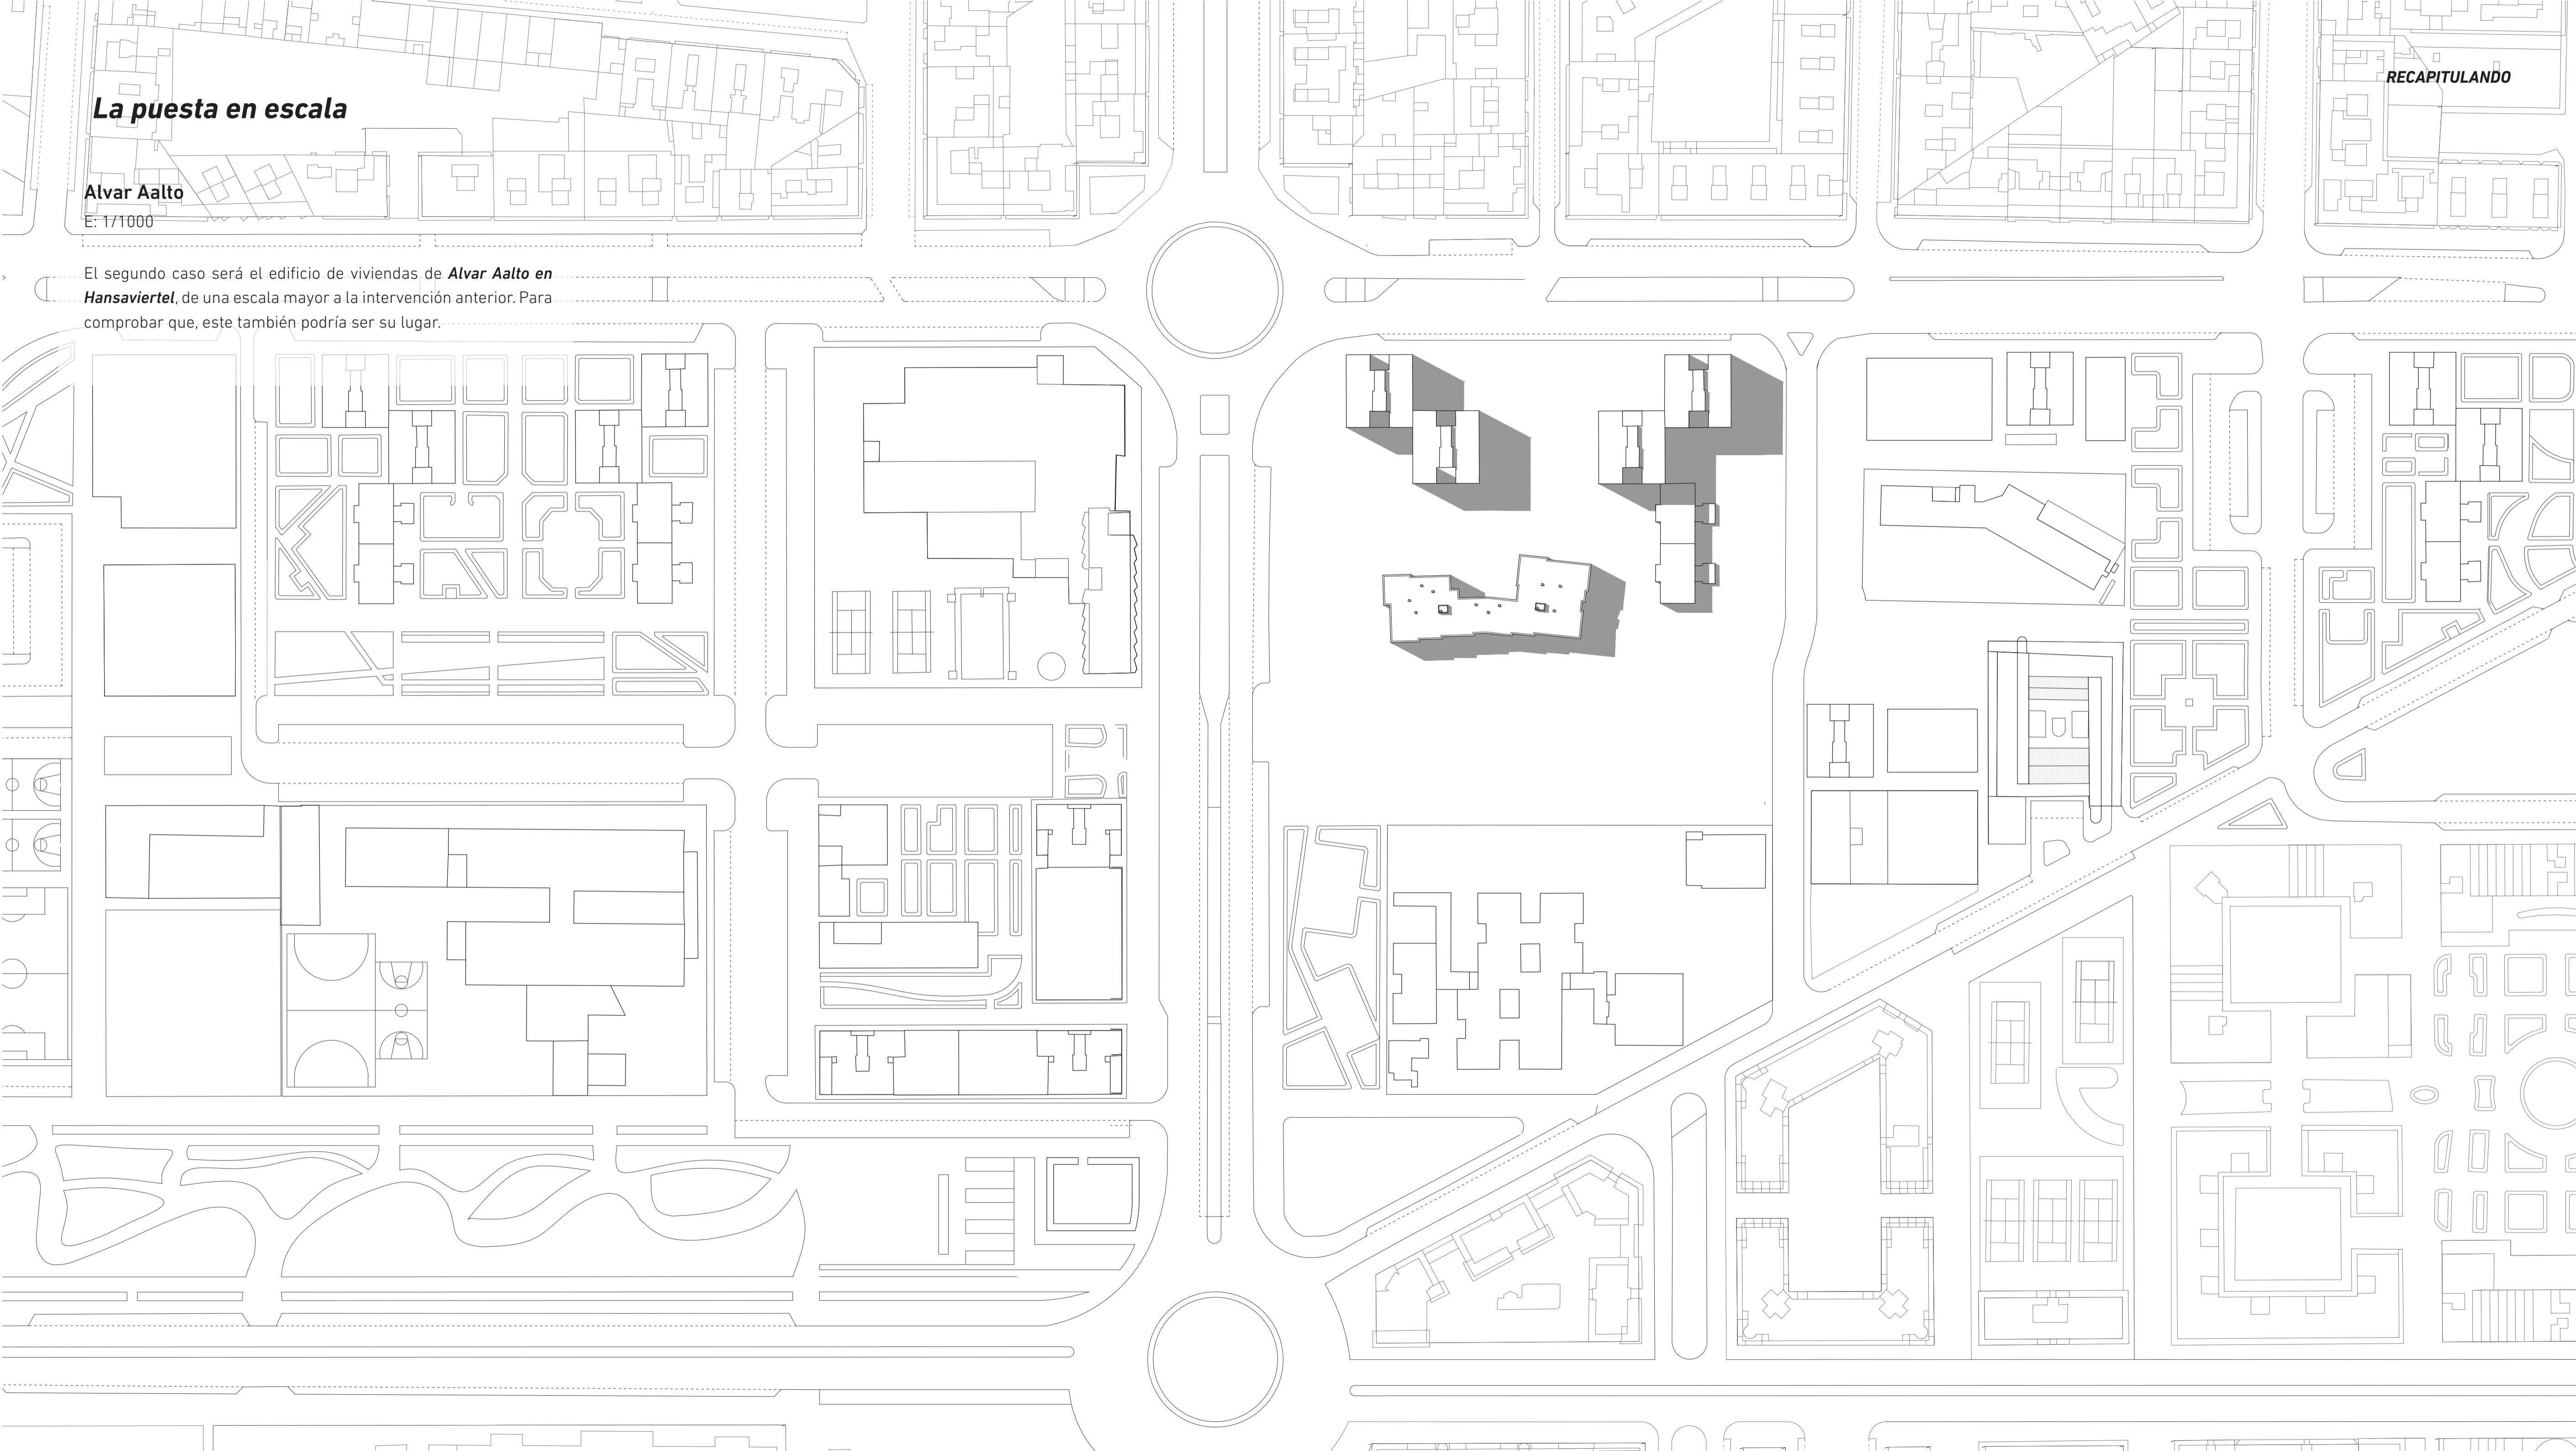 La puesta en escala
RECAPITULANDO
Alvar Aalto
E: 1/1000
El segundo caso será el edificio de viviendas de Alvar Aalto en
Hansaviertel, de una escala mayor a la intervención anterior. Para
comprobar que, este también podría ser su lugar.